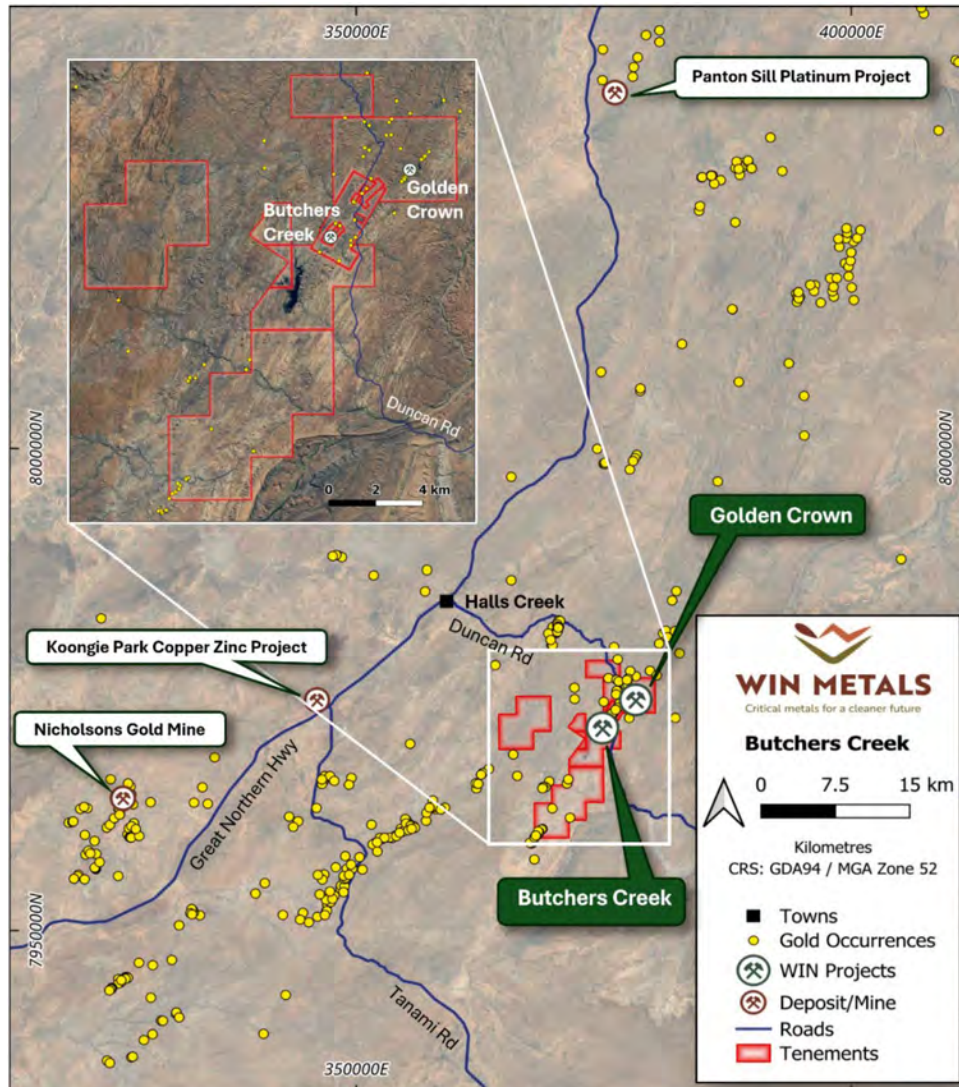 350000E
400000E
Panton Sill Platinum Project
Golden
Crown
Butchers
Creek
Duncan Rd
0 2 4 km
8000000N
8000000N
Golden Crown
Halls Creek
Duncan Rd
Koongie Park Copper Zinc Project
Nicholsons Gold Mine
Great Northern Hwy
Butchers Creek
7950000N
Tanami Rd
350000E
WIN METALS
Critical metals for a cleaner future
Butchers Creek
0 7.5 15 km
Kilometres
CRS: GDA94 / MGA Zone 52
Towns
Gold Occurrences
WIN Projects
Deposit/Mine
Roads
Tenements